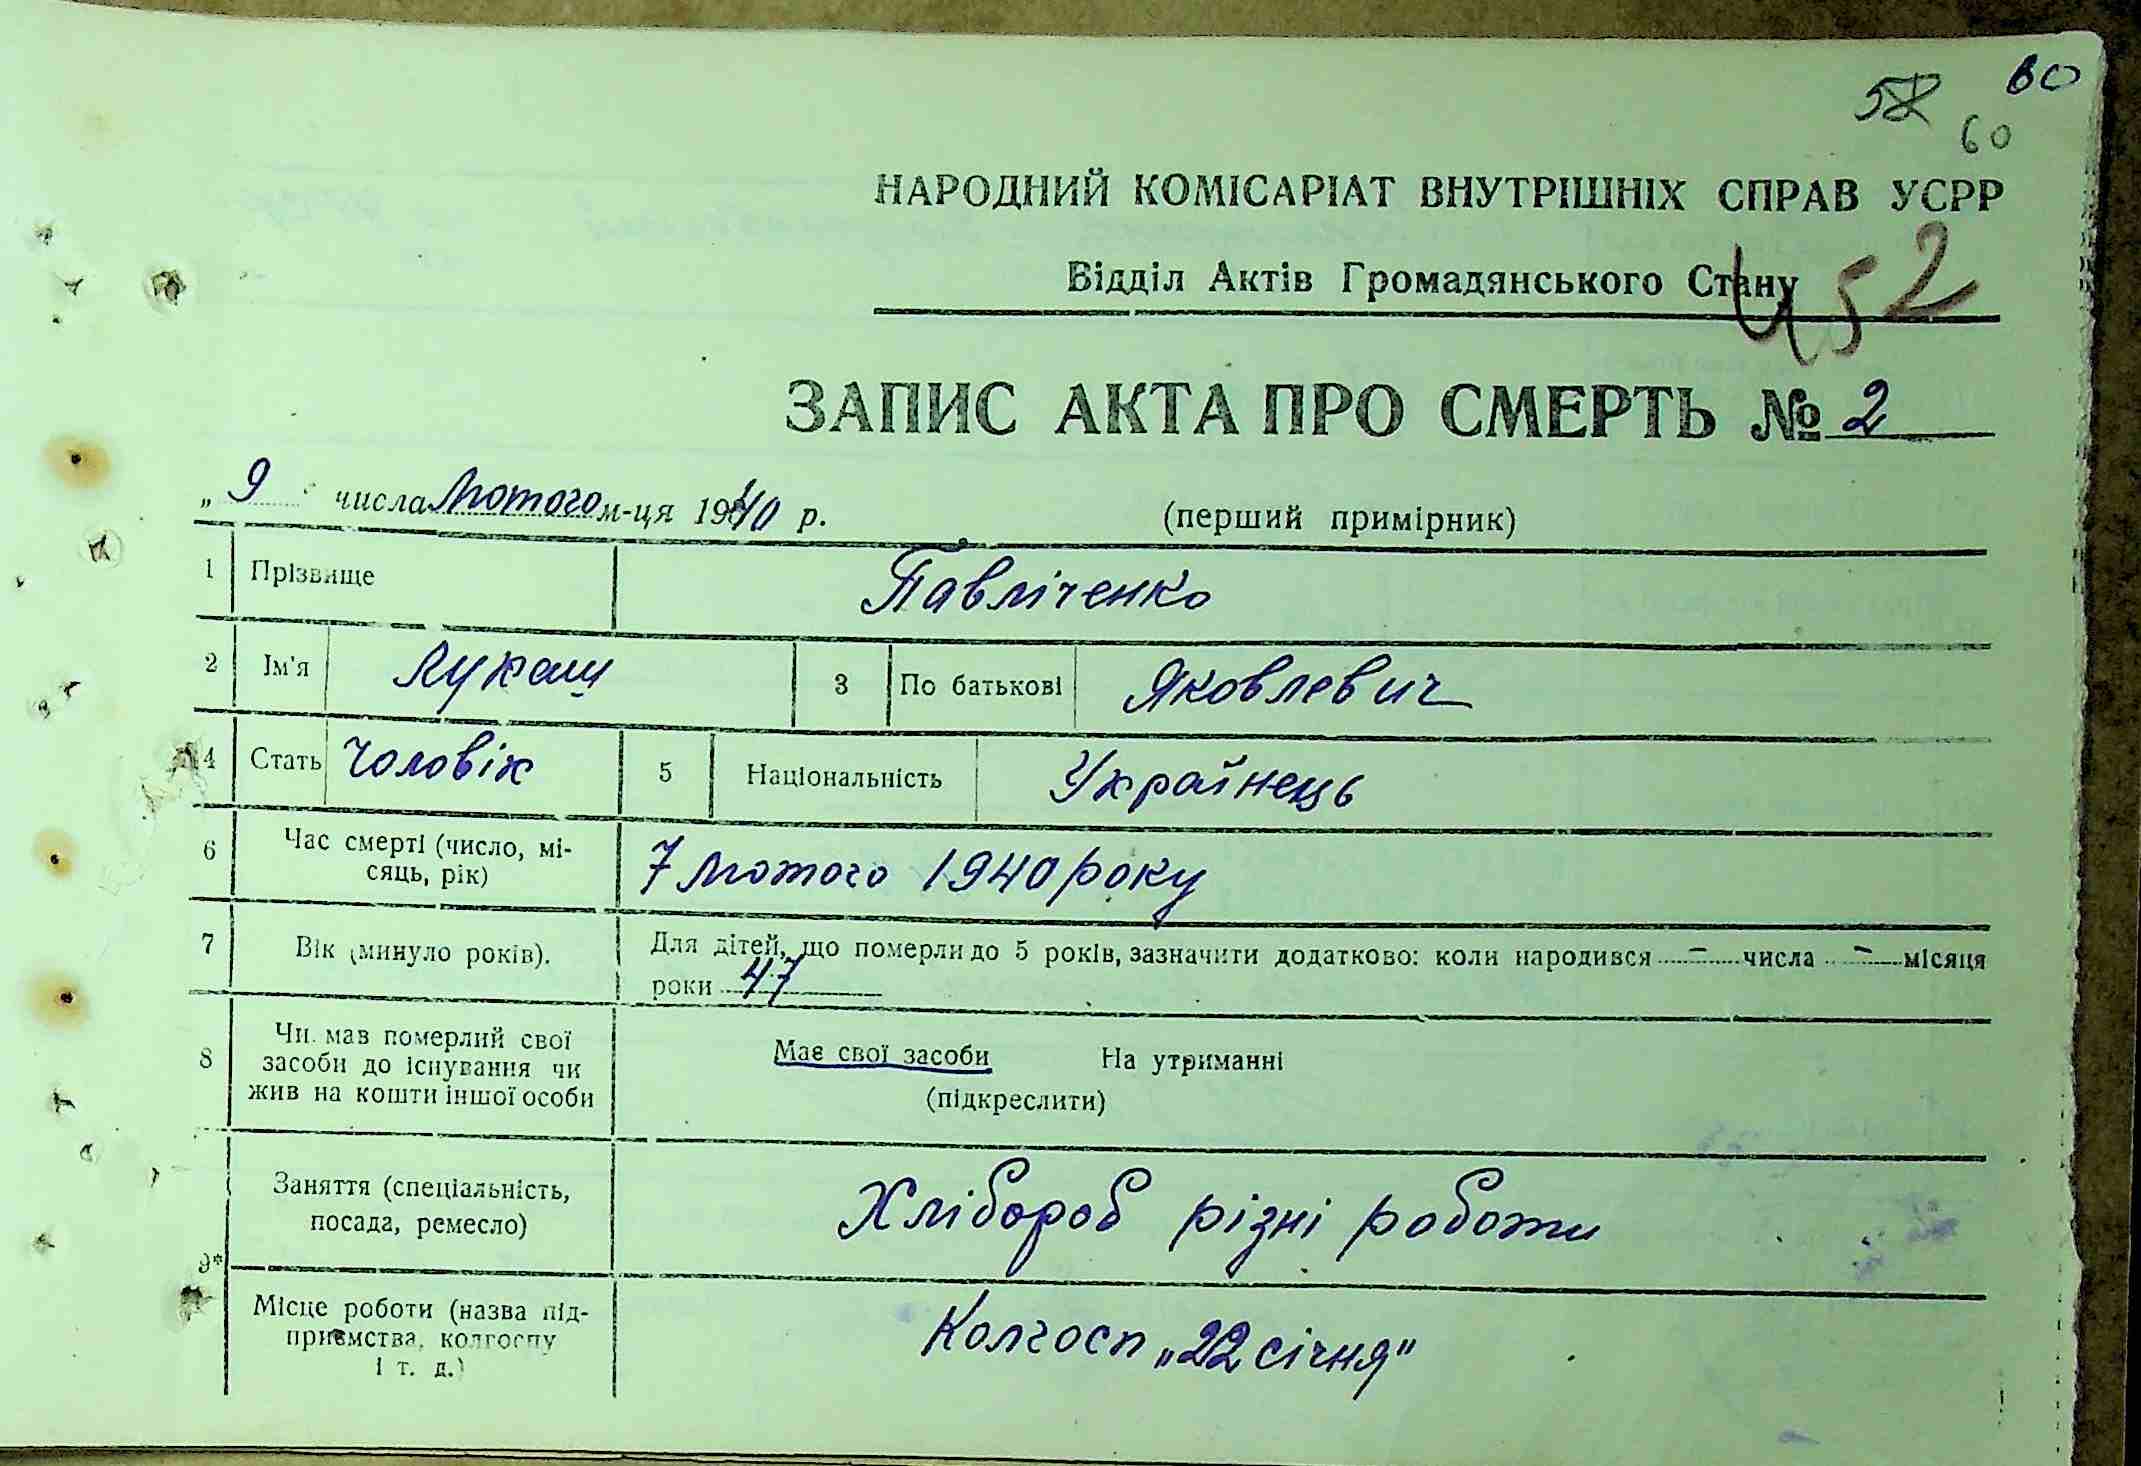 60
58
60
НАРОДНИЙ КОМІСАРІАТ ВНУТРІШНІХ СПРАВ УСРР
Відділ Актів Громадянського Стану
452
ЗАПИС АКТА ПРО СМЕРТЬ № 2
„ 9 " числа Лютого м-ця 1940 р. (перший примірник)
1 Прізвище Павліченко
2 Ім'я Лукаш 3 По батькові Яковлевич
4 Стать Чоловік 5 Національність Українець
6 Час смерті (число, мі-
сяць, рік) 7 Лютого 1940 року
7 Вік (минуло років). Для дітей, що померли до 5 років, зазначити додатково: коли народився - числа - місяця
роки 47
8 Чи мав померлий свої
засоби до існування чи
жив на кошти іншої особи
Має свої засоби На утриманні
(підкреслити)
Заняття (спеціальність,
посада, ремесло) Хлібороб різні роботи
9*
Місце роботи (назва під-
приємства, колгоспу
і т. д.) Колгосп „22 січня"